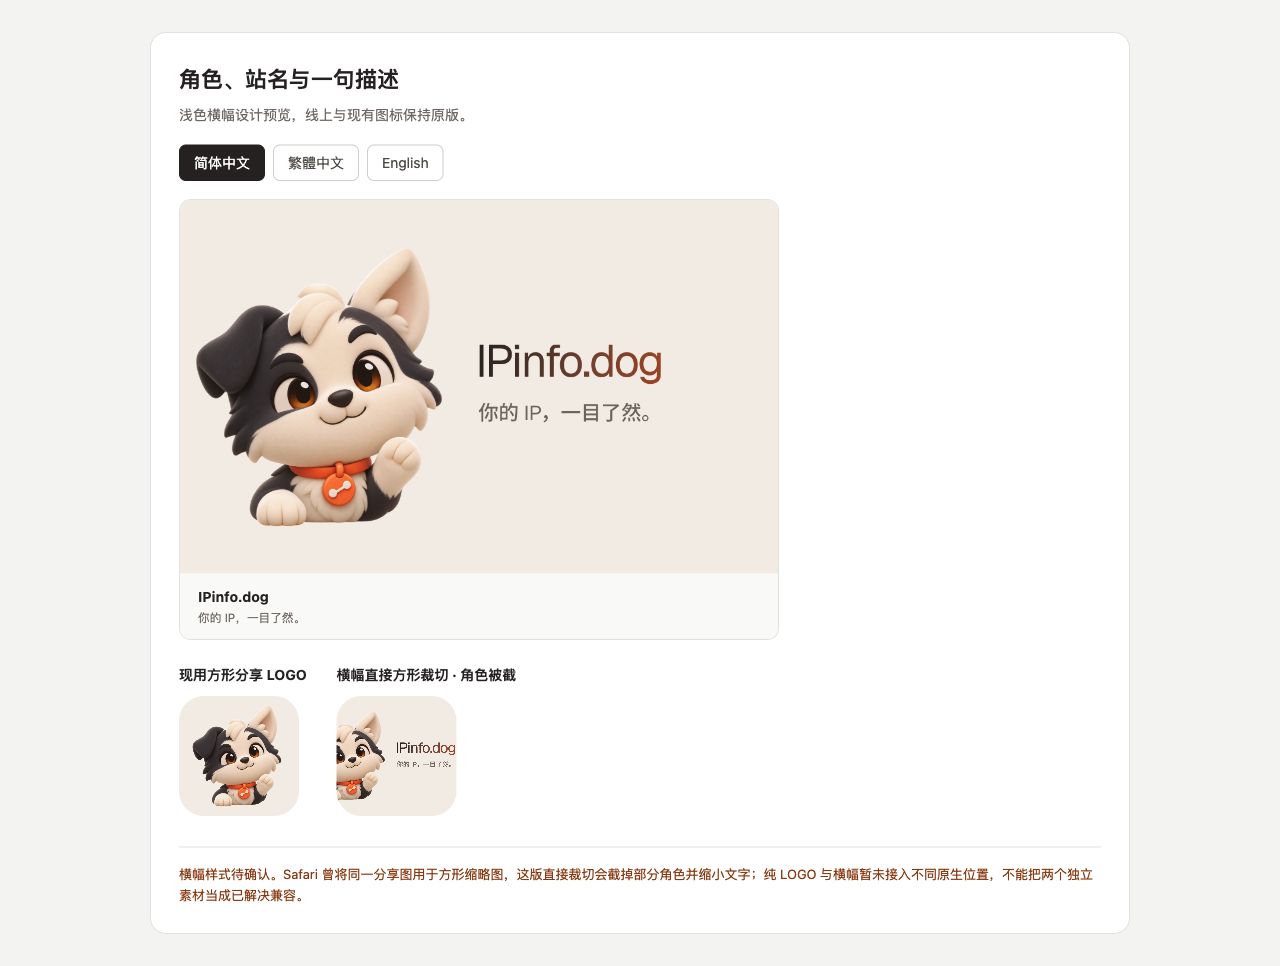 角色、站名与一句描述
浅色横幅设计预览，线上与现有图标保持原版。
简体中文
繁體中文
English
IPinfo.dog
你的 IP，一目了然。
IPinfo.dog
你的 IP，一目了然。
现用方形分享 LOGO
横幅直接方形裁切 · 角色被截
IPinfo.dog
你的 IP，一目了然。
横幅样式待确认。Safari 曾将同一分享图用于方形缩略图，这版直接裁切会截掉部分角色并缩小文字；纯 LOGO 与横幅暂未接入不同原生位置，不能把两个独立
素材当成已解决兼容。